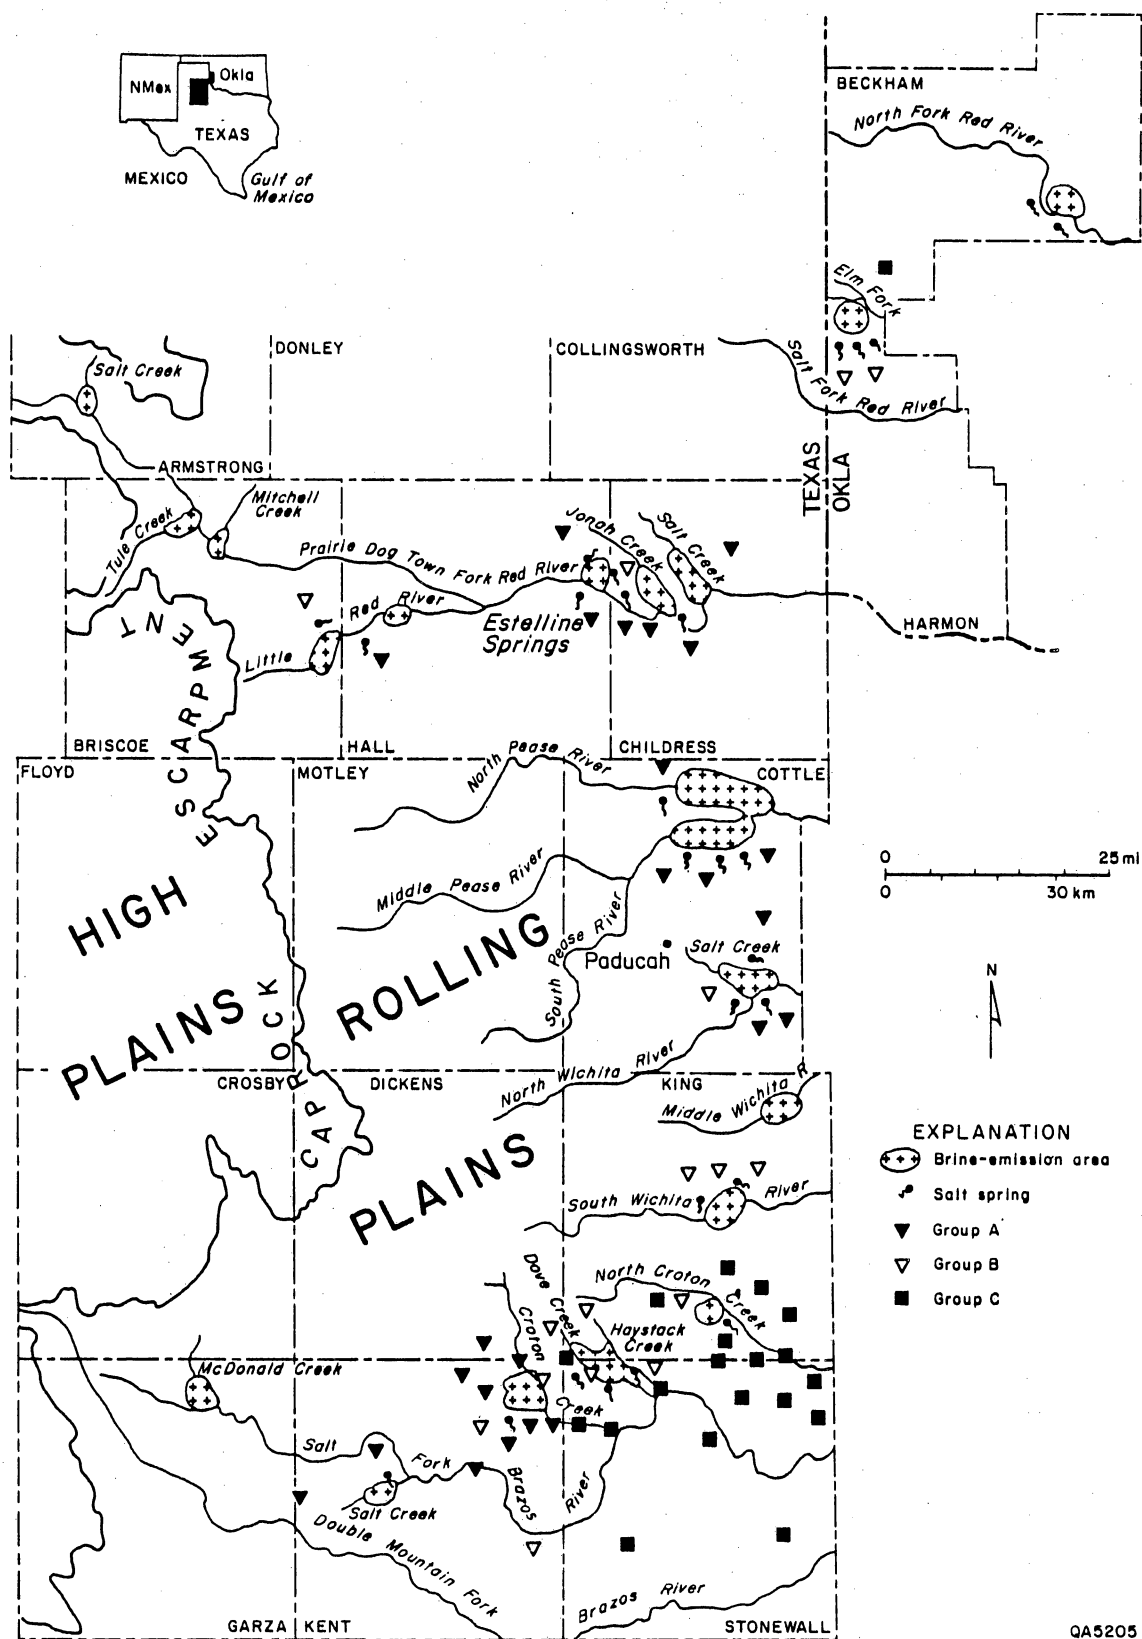 NMex
Okla
TEXAS
MEXICO
Gulf of
Mexico
BECKHAM
North Fork Red River
Elm Fork
DONLEY
COLLINGSWORTH
Salt Creek
Salt Fork Red River
ARMSTRONG
TEXAS
OKLA
Mitchell
Creek
Tule Creek
Jonah Creek
Salt Creek
Prairie Dog Town Fork Red River
Little Red River
Estelline
Springs
HARMON
BRISCOE
HALL
CHILDRESS
FLOYD
MOTLEY
COTTLE
North Pease River
CAPROCK ESCARPMENT
0 25 mi
0 30 km
Middle Pease River
HIGH
PLAINS
ROLLING
PLAINS
South Pease River
Paducah
Salt Creek
N
North Wichita River
CROSBY
DICKENS
KING
Middle Wichita R
EXPLANATION
Brine-emission area
Salt spring
Group A
Group B
Group C
South Wichita River
North Croton Creek
Dove Creek
Haystack
Creek
Croton Creek
McDonald Creek
Salt Fork Brazos River
Salt Creek
Double Mountain Fork
Brazos River
GARZA
KENT
STONEWALL
QA5205